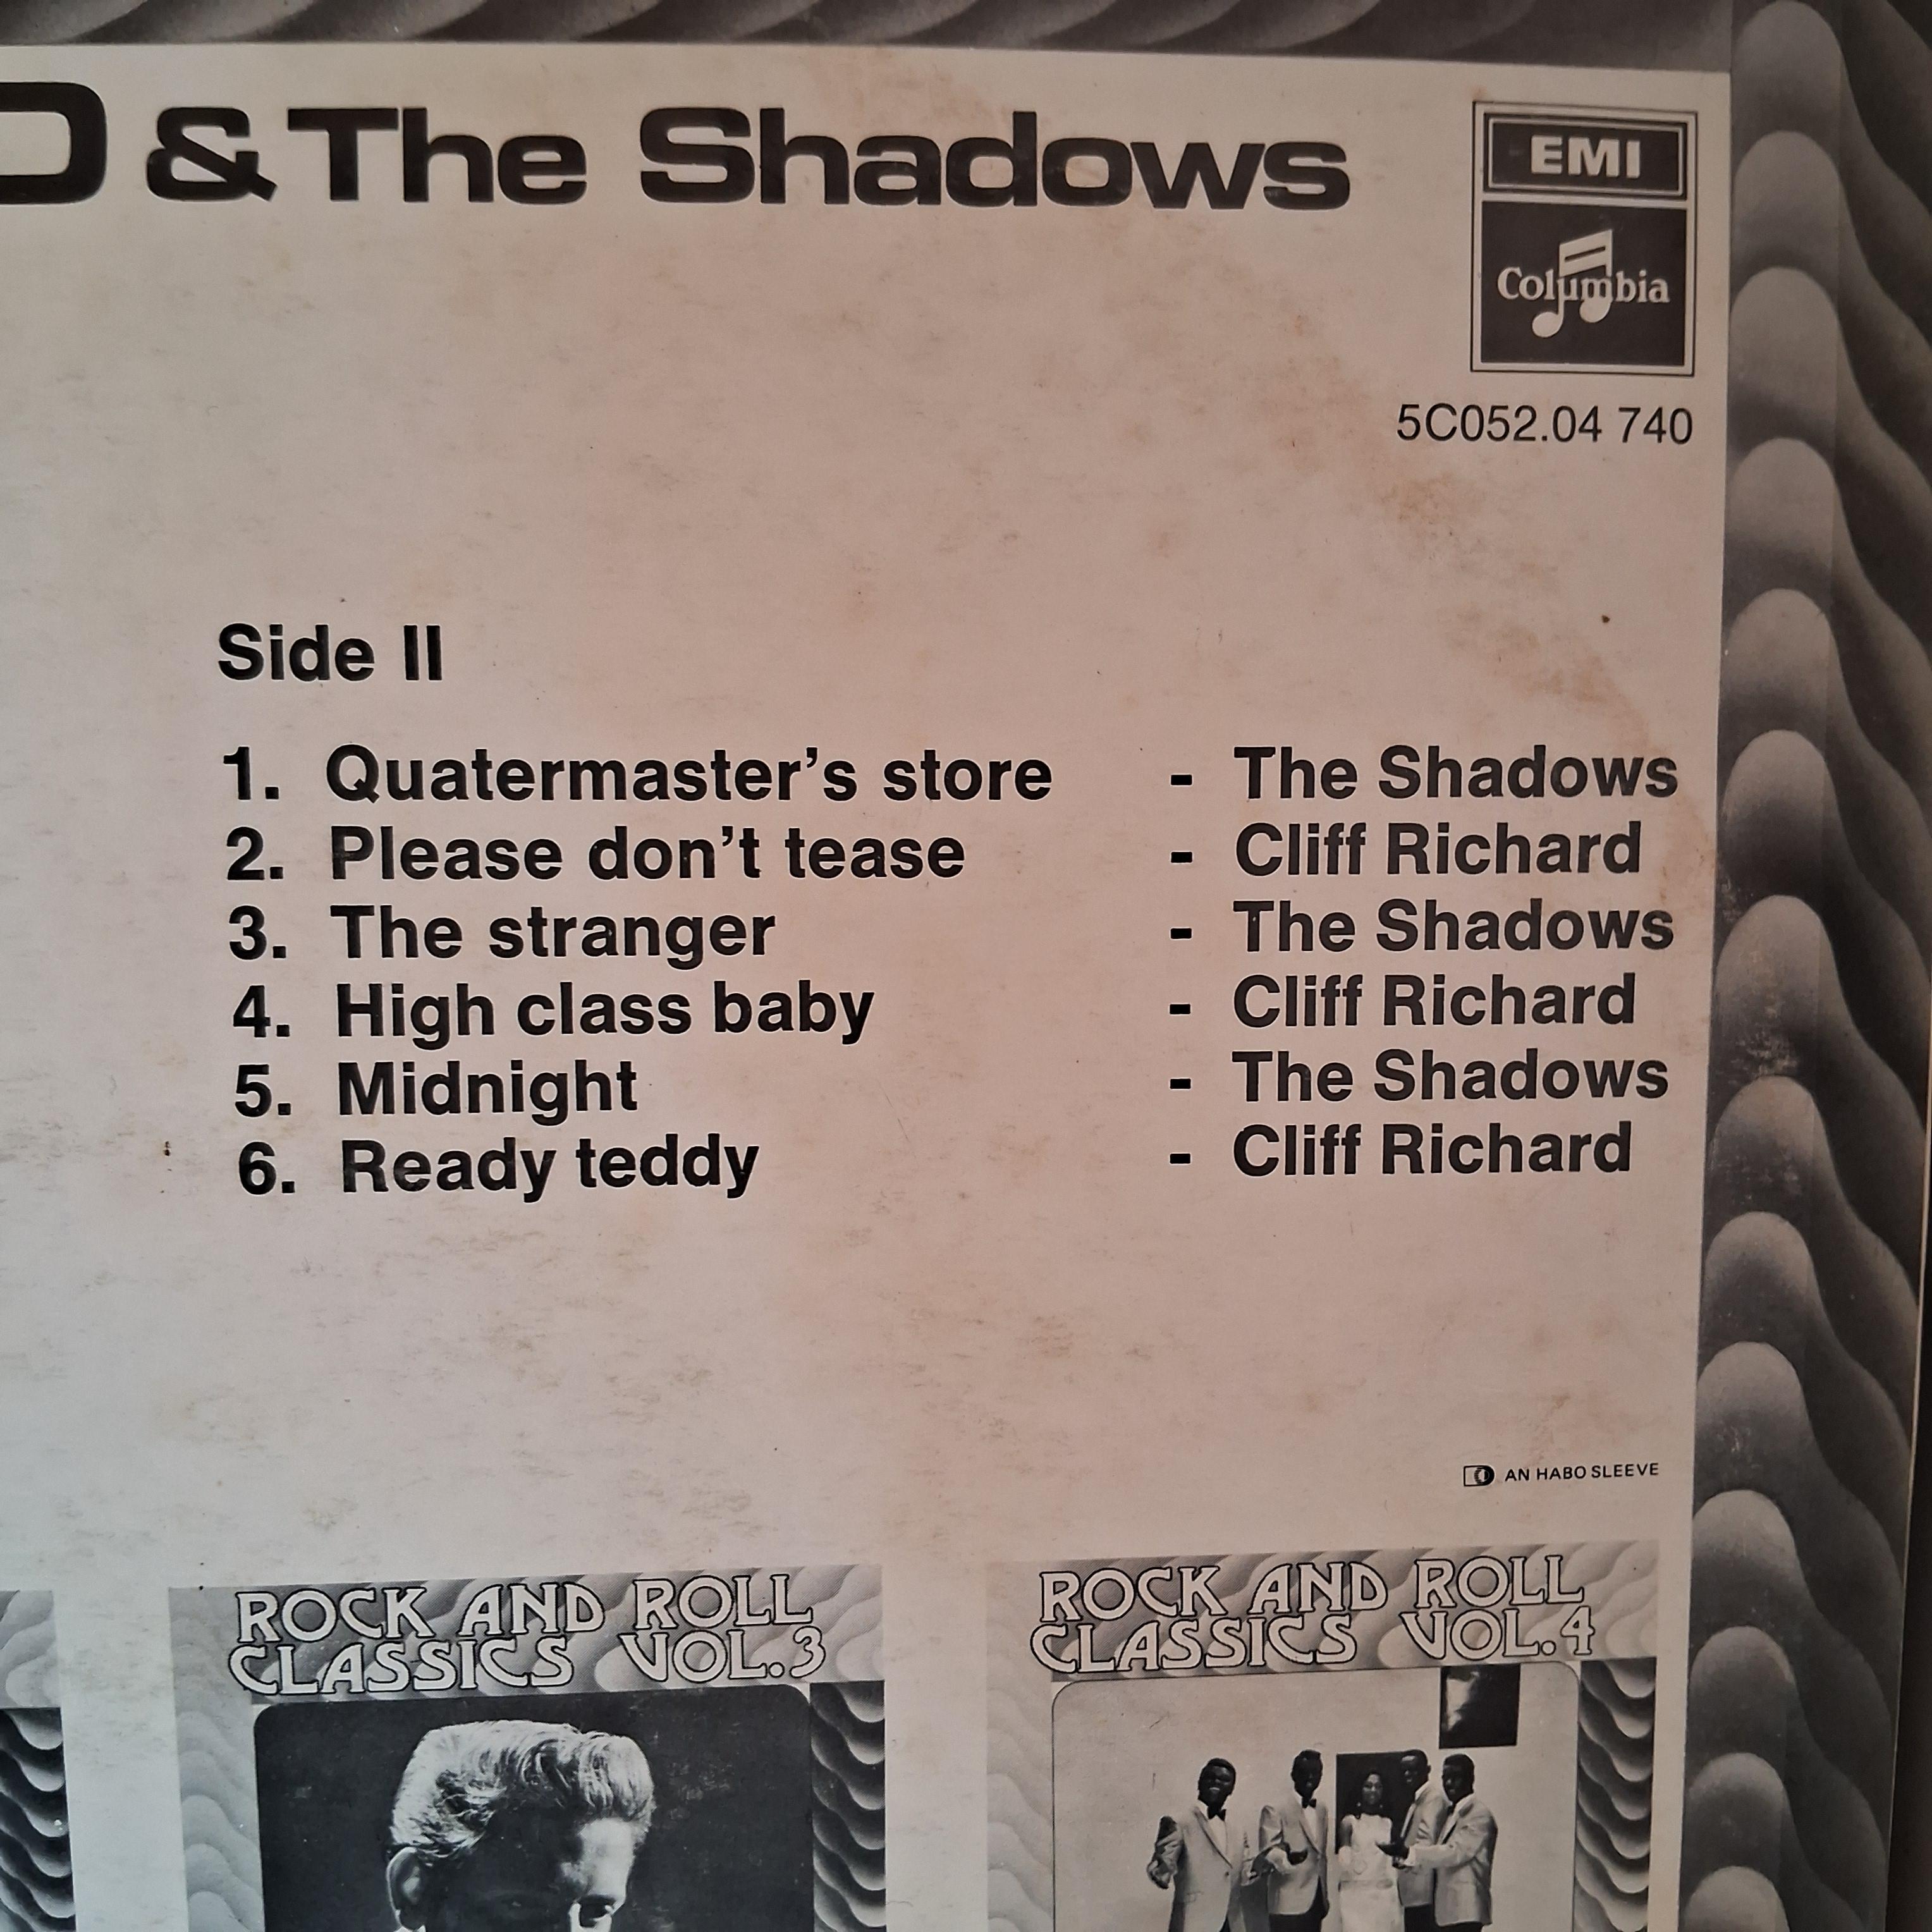 D & The Shadows
EMI
Columbia
5C052.04 740
Side II
1. Quatermaster's store - The Shadows
2. Please don't tease - Cliff Richard
3. The stranger - The Shadows
4. High class baby - Cliff Richard
5. Midnight - The Shadows
6. Ready teddy - Cliff Richard
AN HABO SLEEVE
ROCK AND ROLL
CLASSICS VOL.3
ROCK AND ROLL
CLASSICS VOL.4